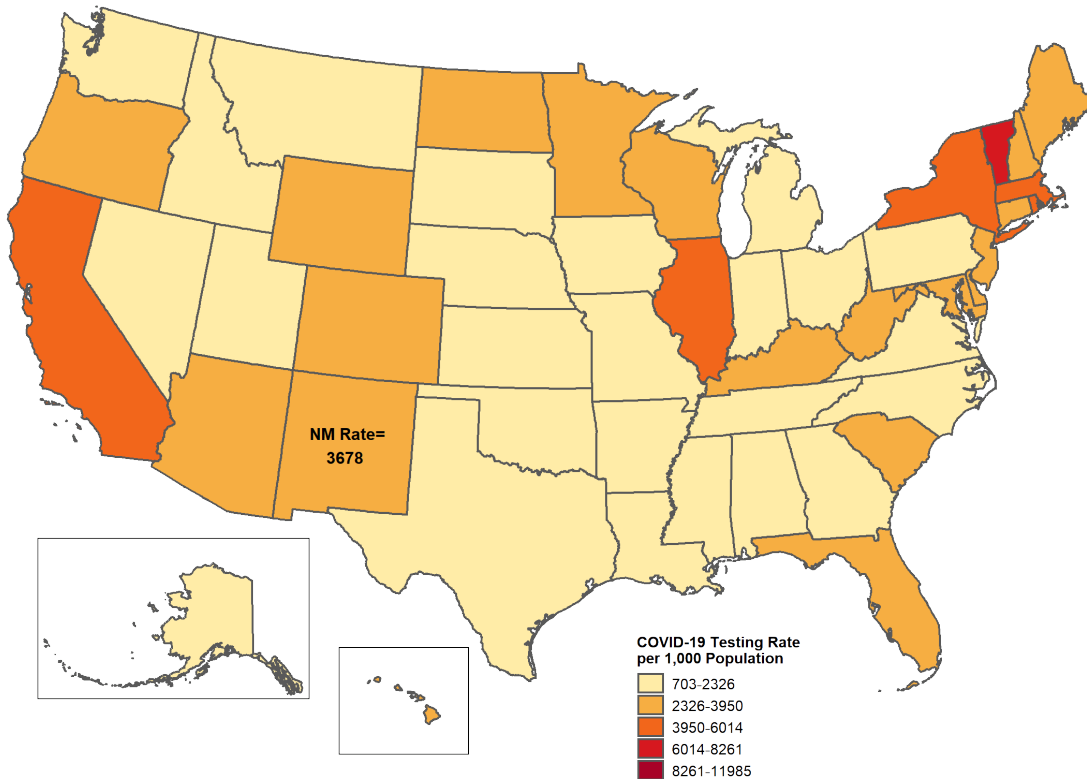 NM Rate=
3678
COVID-19 Testing Rate
per 1,000 Population
703-2326
2326-3950
3950-6014
6014-8261
8261-11985